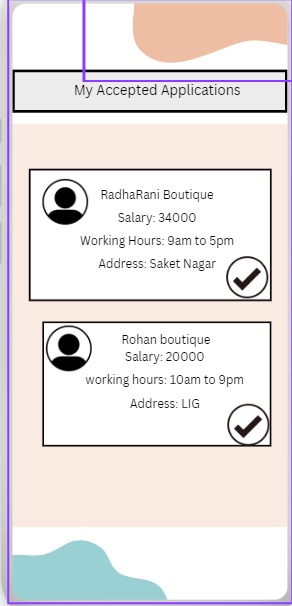 My Accepted Applications
RadhaRani Boutique
Salary: 34000
Working Hours: 9am to 5pm
Address: Saket Nagar
Rohan boutique
Salary: 20000
working hours: 10am to 9pm
Address: LIG